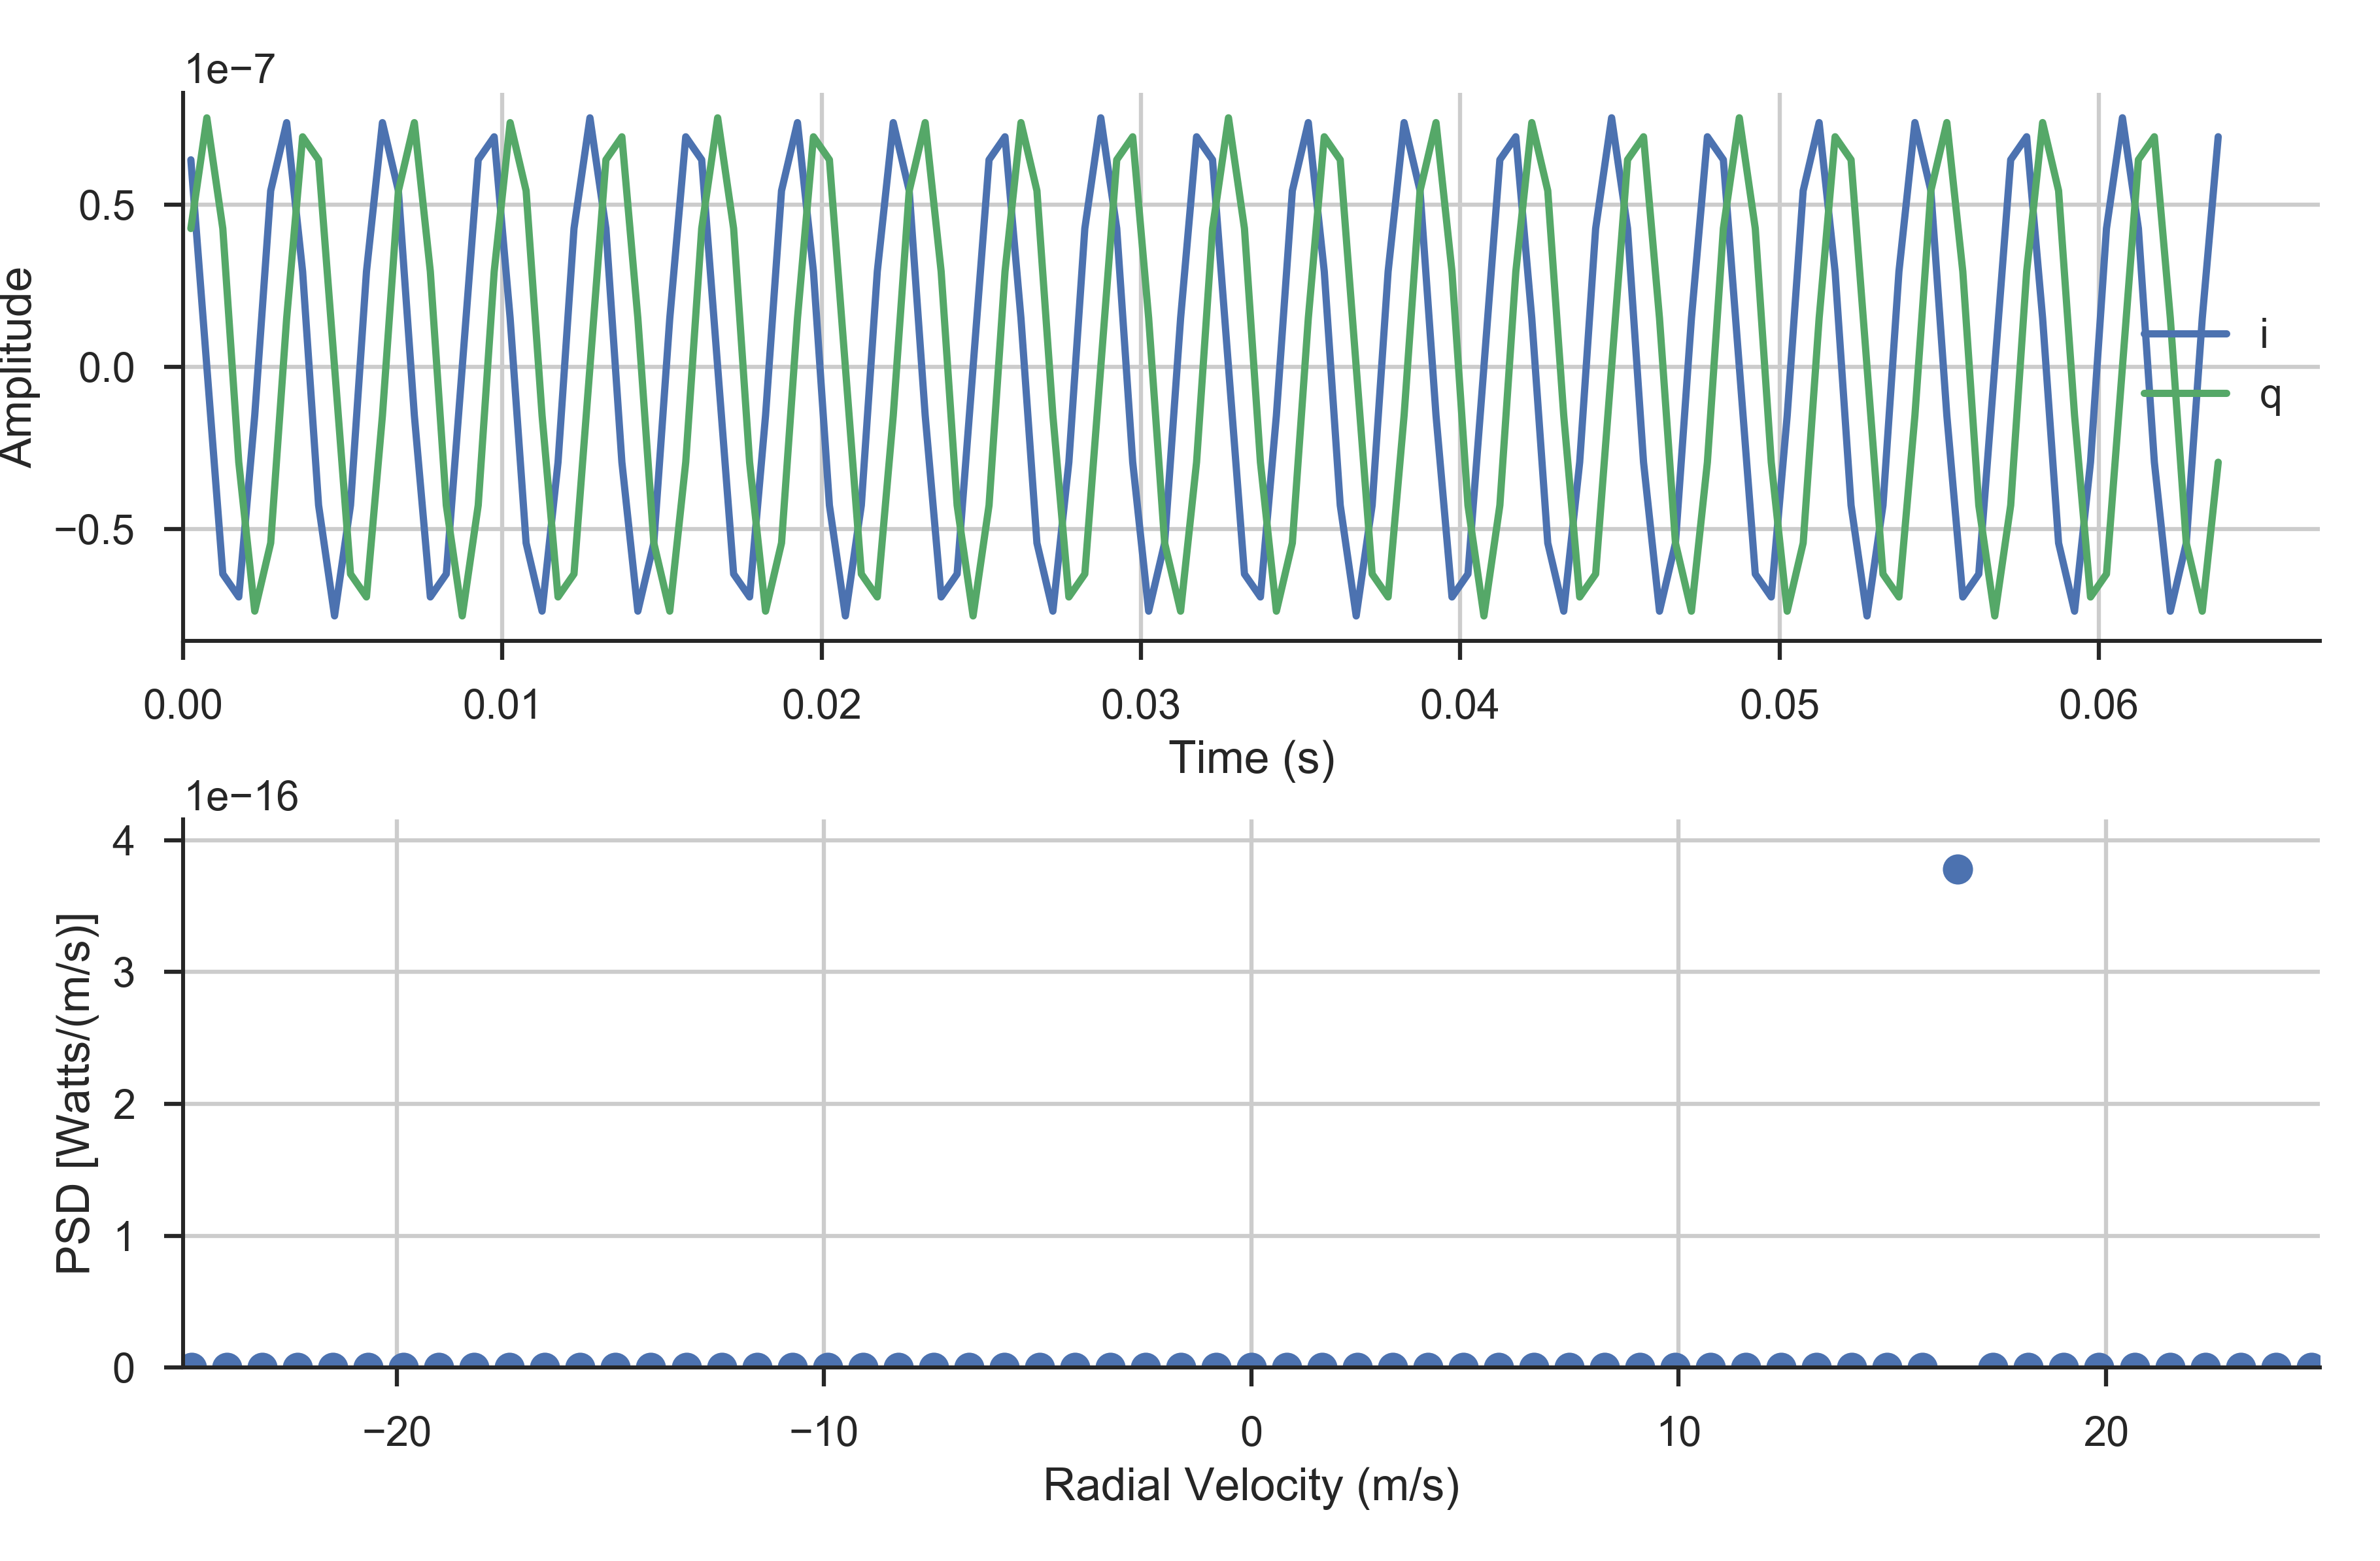 1e−7
0.5
0.0
−0.5
Amplitude
i
q
0.00 0.01 0.02 0.03 0.04 0.05 0.06
Time (s)
1e−16
4
3
2
1
0
PSD [Watts/(m/s)]
−20 −10 0 10 20
Radial Velocity (m/s)